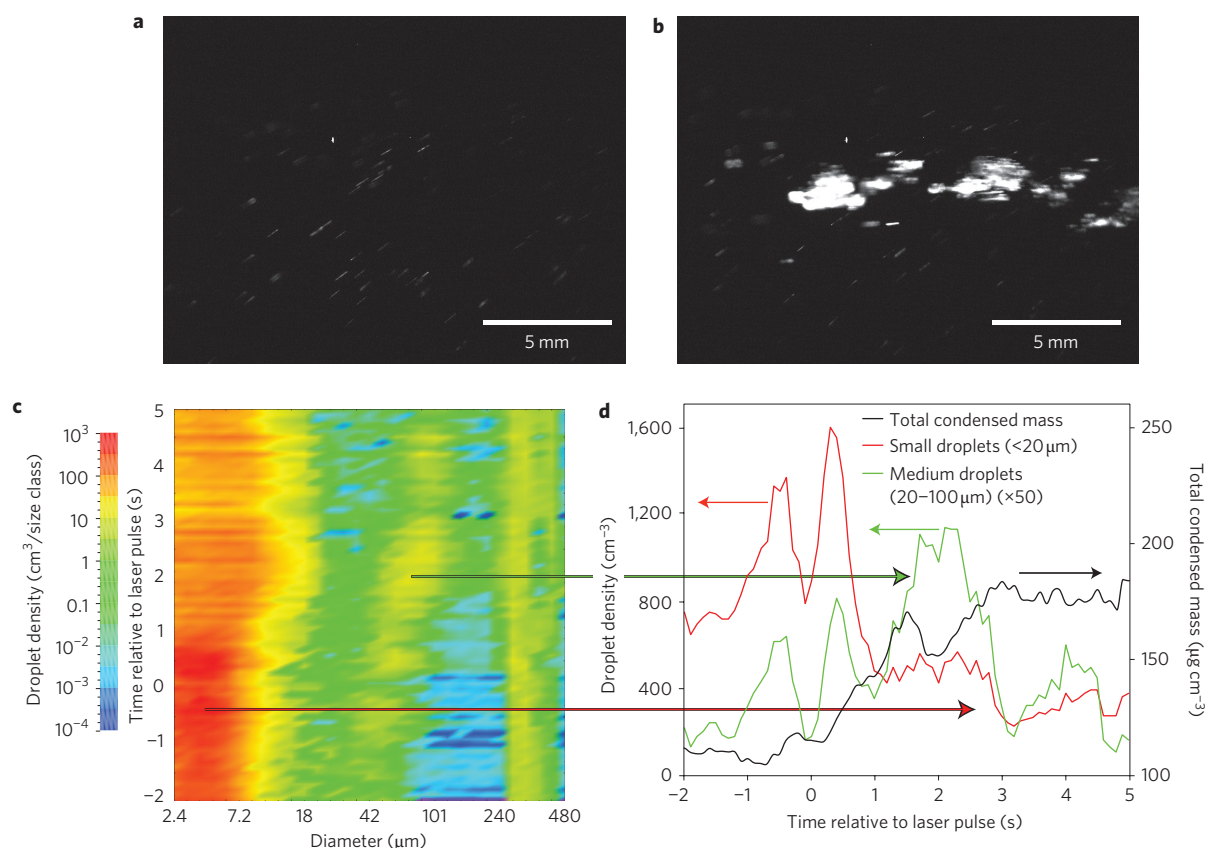 a
b
5 mm
5 mm
c
Droplet density (cm³/size class)
10³
100
10
1
0.1
10⁻²
10⁻³
10⁻⁴
Time relative to laser pulse (s)
5
4
3
2
1
0
−1
−2
2.4 7.2 18 42 101 240 480
Diameter (μm)
d
Total condensed mass
Small droplets (<20 μm)
Medium droplets
(20–100 μm) (×50)
Droplet density (cm⁻³)
1,600
1,200
800
400
0
250
200
150
100
Total condensed mass (μg cm⁻³)
−2 −1 0 1 2 3 4 5
Time relative to laser pulse (s)